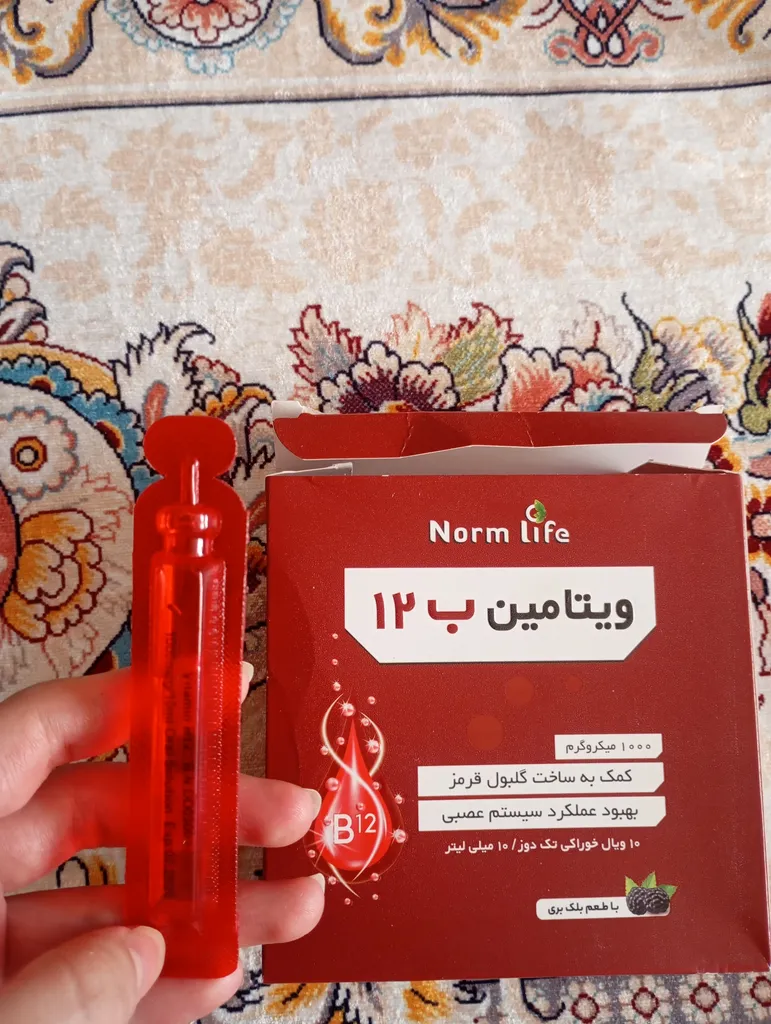 Norm life
ویتامین ب ۱۲
۱۰۰۰ میکروگرم
کمک به ساخت گلبول قرمز
بهبود عملکرد سیستم عصبی
۱۰ ویال خوراکی تک دوز / ۱۰ میلی لیتر
B12
با طعم بلک بری